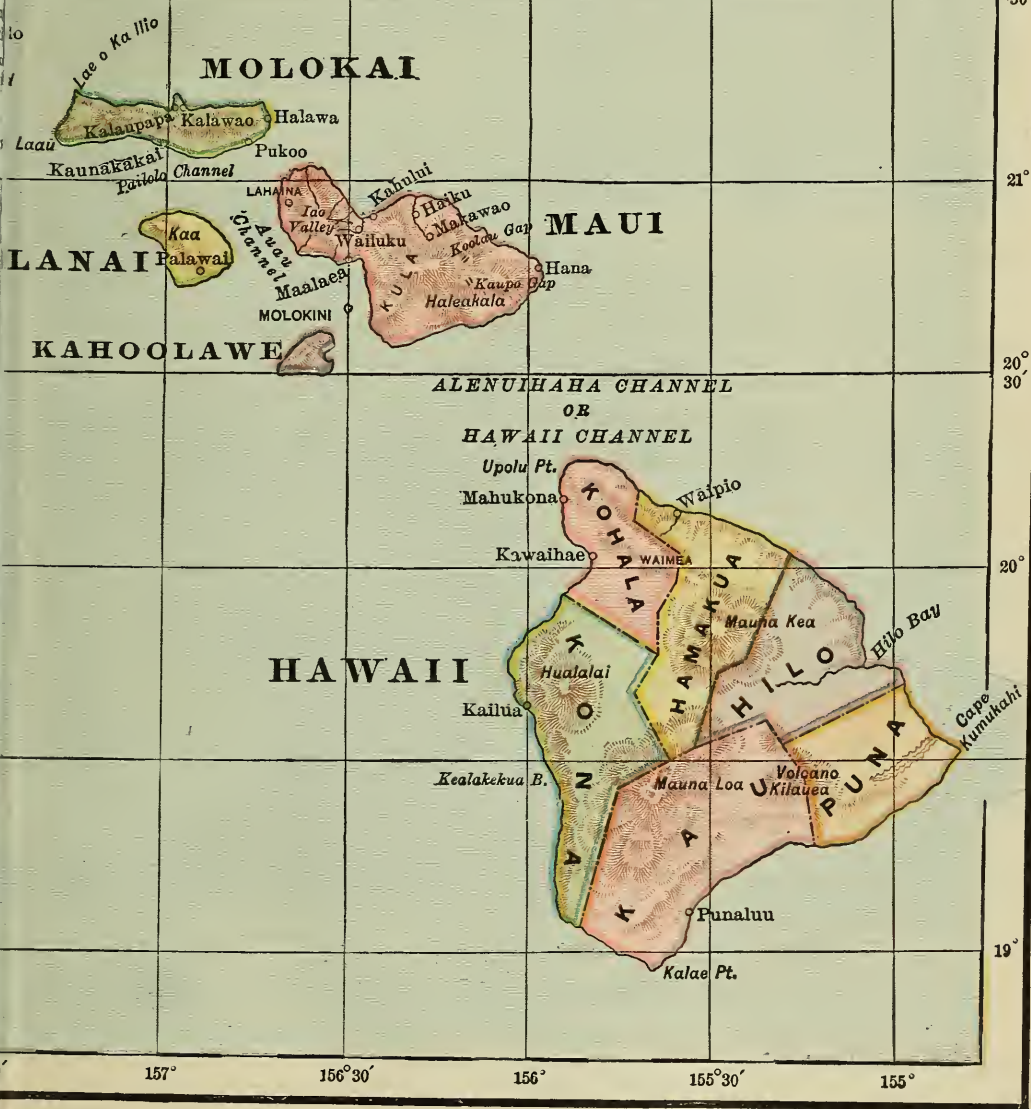 Lae o Ka Ilio
MOLOKAI
Kalaupapa
Kalawao
Halawa
Laau
Kaunakakai
Pukoo
Pailolo Channel
21°
LAHAINA
Kahului
Iao
Valley
Haiku
Makawao
Wailuku
Koolau Gap
MAUI
Kaa
LANAI
Palawai
Auau
Channel
Maalaea
KULA
Hana
Kaupo Gap
Haleakala
MOLOKINI
KAHOOLAWE
20°
30′
ALENUIHAHA CHANNEL
OR
HAWAII CHANNEL
Upolu Pt.
Mahukona
KOHALA
Waipio
Kawaihae
WAIMEA
20°
HAMAKUA
Mauna Kea
Hilo Bay
HAWAII
Hualalai
KONA
HILO
Kailua
Cape
Kumukahi
Kealakekua B.
Mauna Loa
Volcano
Kilauea
PUNA
KAU
Punaluu
19°
Kalae Pt.
157°
156°30′
156°
155°30′
155°